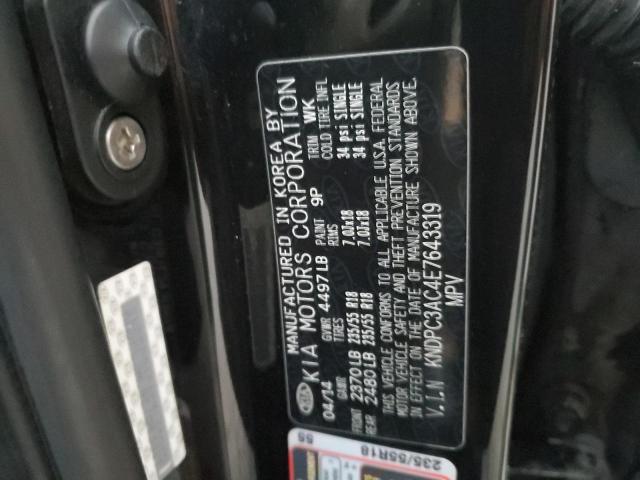 MANUFACTURED IN KOREA BY
KIA MOTORS CORPORATION
04/14 GVWR 4497LB PAINT 9P TRIM WK
GAWR TIRES RIMS COLD TIRE INFL
FRONT 2370LB 235/55 R18 7.0Jx18 34 psi SINGLE
REAR 2480LB 235/55 R18 7.0Jx18 34 psi SINGLE
THIS VEHICLE CONFORMS TO ALL APPLICABLE U.S.A. FEDERAL
MOTOR VEHICLE SAFETY AND THEFT PREVENTION STANDARDS
IN EFFECT ON THE DATE OF MANUFACTURE SHOWN ABOVE.
V.I.N KNDPC3AC4E7643319
MPV
235/55R18
55